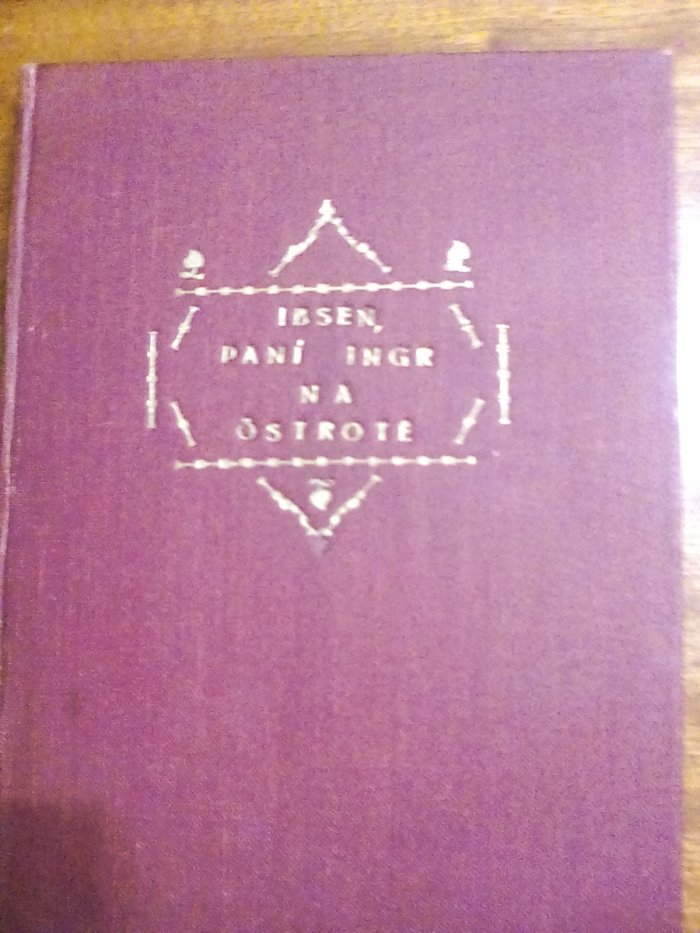 IBSEN,
PANÍ INGR
NA
ÖSTROTĚ